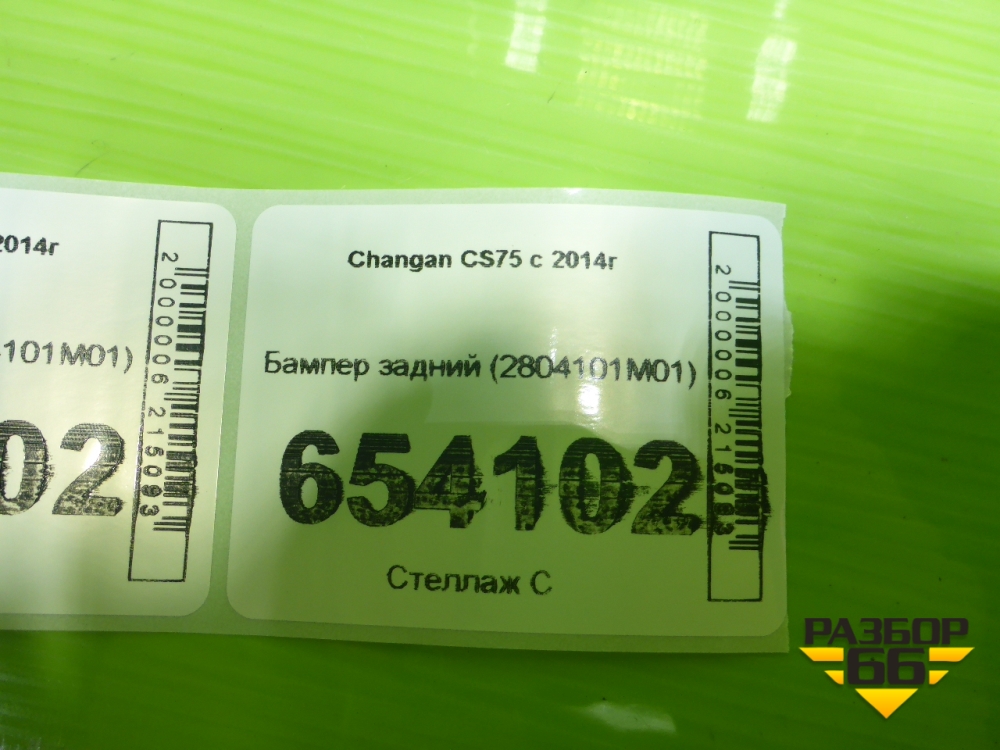 2014г
101М01)
02
2000006215093
Changan CS75 с 2014г
Бампер задний (2804101М01)
654102
Стеллаж С
2000006215093
РАЗБОР
66